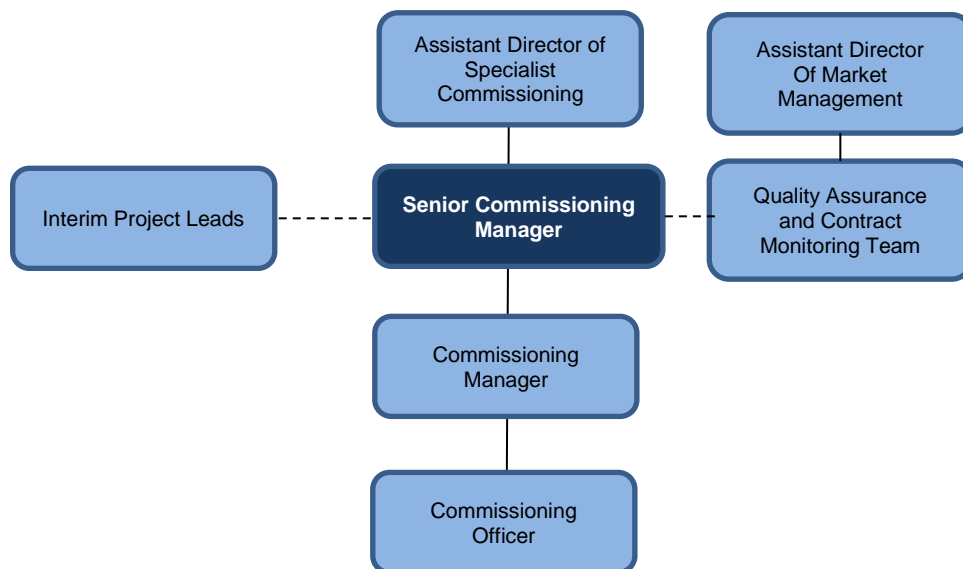 Assistant Director of
Specialist
Commissioning
Assistant Director
Of Market
Management
Interim Project Leads
Senior Commissioning
Manager
Quality Assurance
and Contract
Monitoring Team
Commissioning
Manager
Commissioning
Officer